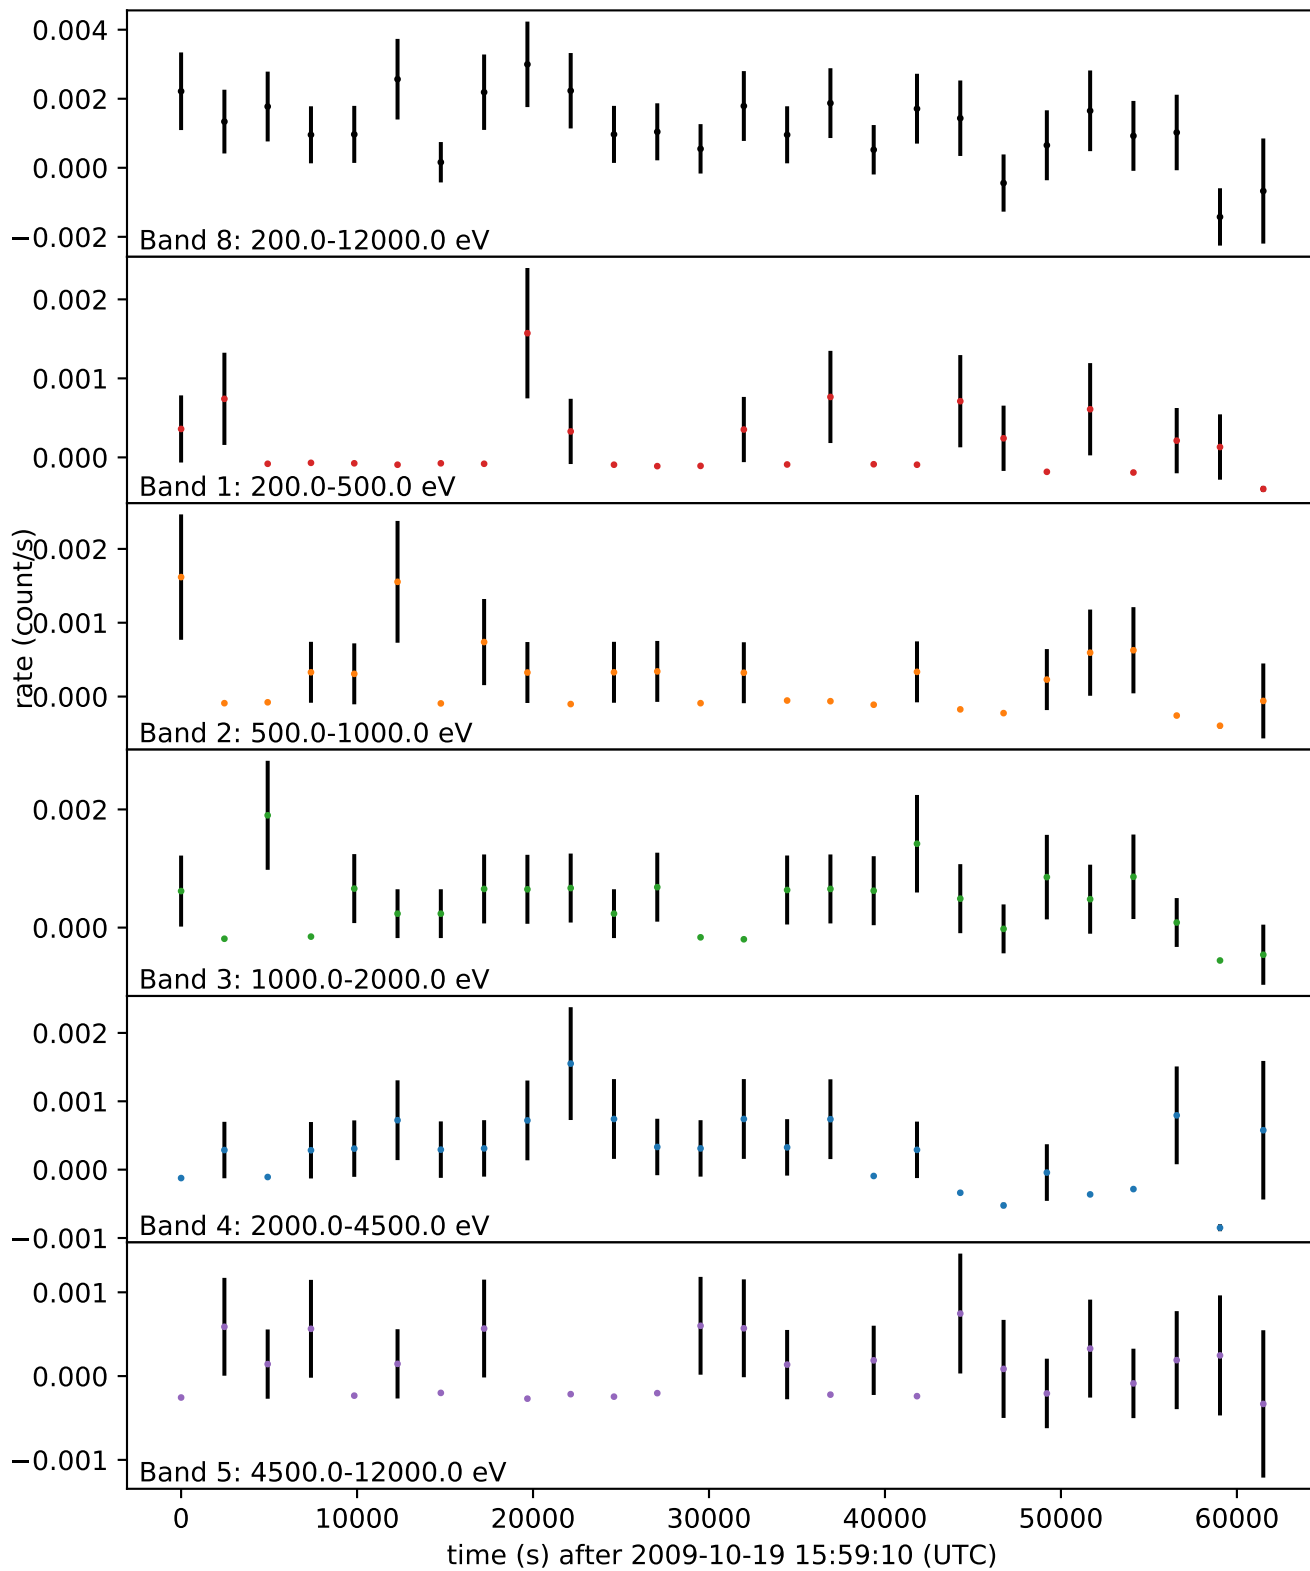 0.004
0.002
0.000
−0.002
Band 8: 200.0-12000.0 eV
0.002
0.001
0.000
Band 1: 200.0-500.0 eV
rate (count/s)
0.002
0.001
0.000
Band 2: 500.0-1000.0 eV
0.002
0.000
Band 3: 1000.0-2000.0 eV
0.002
0.001
0.000
−0.001
Band 4: 2000.0-4500.0 eV
0.001
0.000
−0.001
Band 5: 4500.0-12000.0 eV
0 10000 20000 30000 40000 50000 60000
time (s) after 2009-10-19 15:59:10 (UTC)